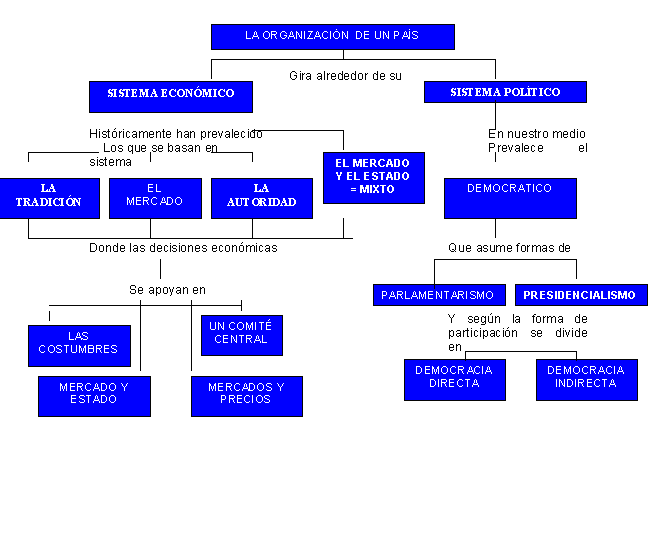 LA ORGANIZACIÓN DE UN PAÍS
Gira alrededor de su
SISTEMA ECONÓMICO
SISTEMA POLÍTICO
Históricamente han prevalecido
Los que se basan en
sistema
En nuestro medio
Prevalece el
LA
TRADICIÓN
EL
MERCADO
LA
AUTORIDAD
EL MERCADO
Y EL ESTADO
= MIXTO
DEMOCRATICO
Donde las decisiones económicas
Que asume formas de
Se apoyan en
PARLAMENTARISMO
PRESIDENCIALISMO
LAS
COSTUMBRES
UN COMITÉ
CENTRAL
Y según la forma de
participación se divide
en
MERCADO Y
ESTADO
MERCADOS Y
PRECIOS
DEMOCRACIA
DIRECTA
DEMOCRACIA
INDIRECTA